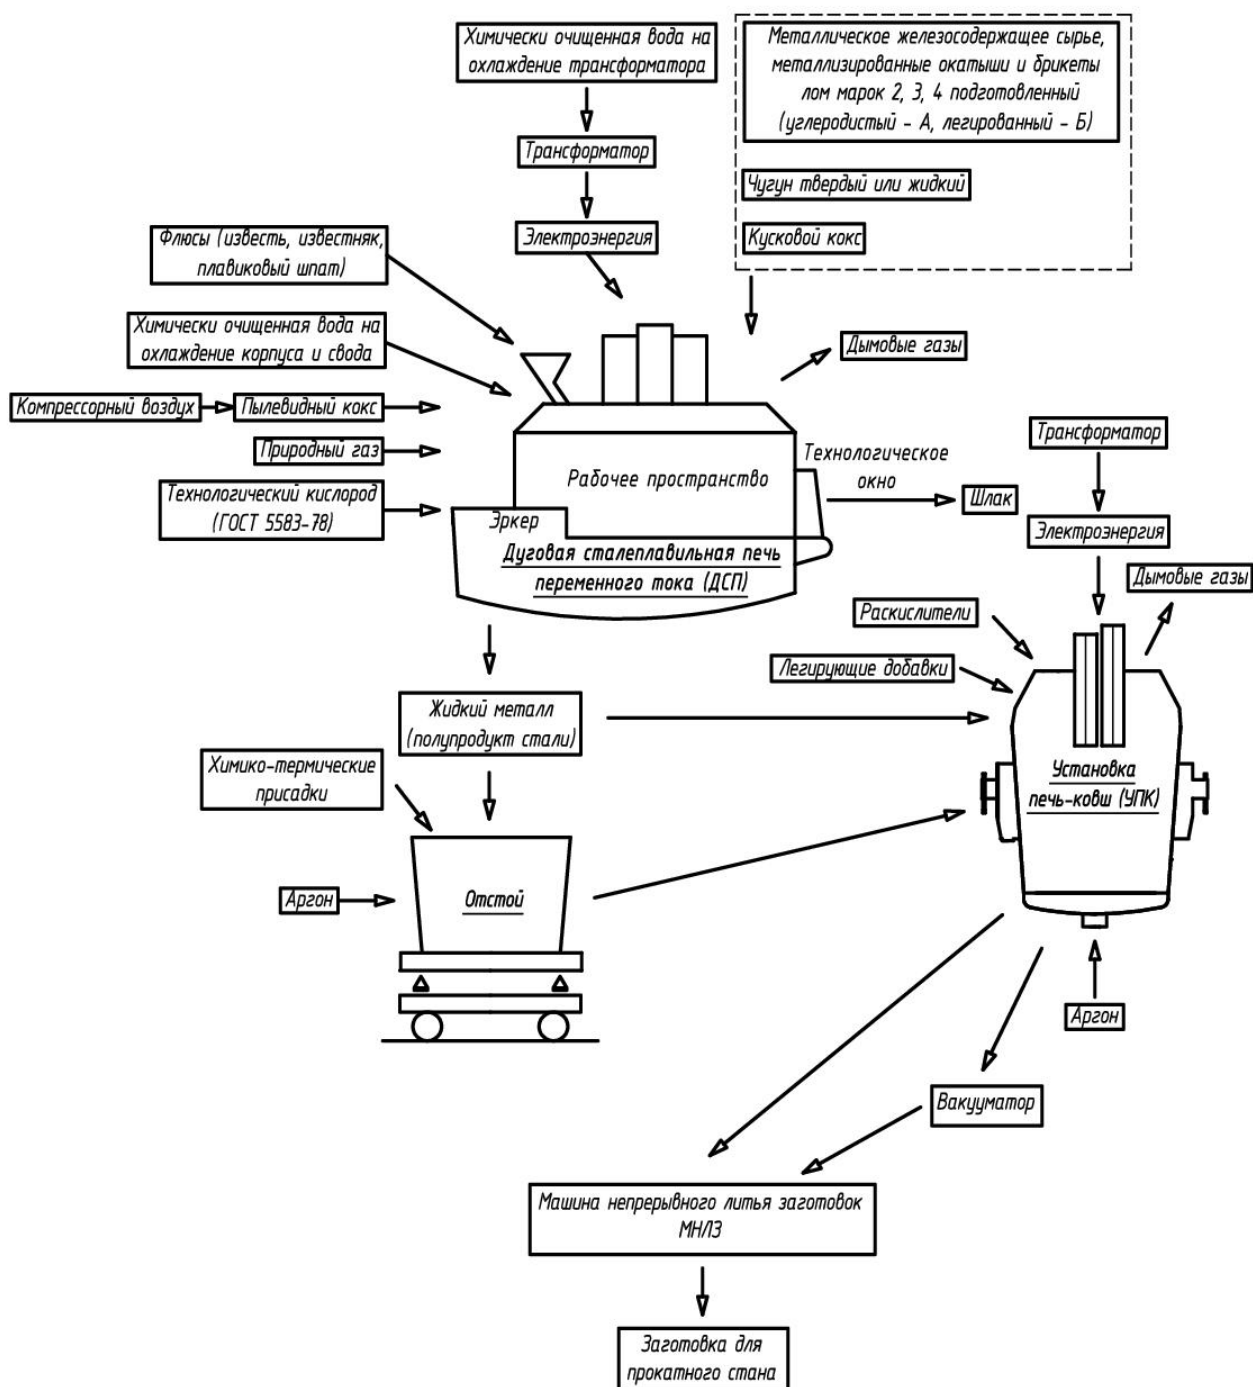 Химически очищенная вода на
охлаждение трансформатора
Трансформатор
Электроэнергия
Металлическое железосодержащее сырье,
металлизированные окатыши и брикеты
лом марок 2, 3, 4 подготовленный
(углеродистый - А, легированный - Б)
Чугун твердый или жидкий
Кусковой кокс
Флюсы (известь, известняк,
плавиковый шпат)
Химически очищенная вода на
охлаждение корпуса и свода
Компрессорный воздух
Пылевидный кокс
Природный газ
Технологический кислород
(ГОСТ 5583-78)
Дымовые газы
Рабочее пространство
Технологическое
окно
Шлак
Эркер
Дуговая сталеплавильная печь
переменного тока (ДСП)
Трансформатор
Электроэнергия
Дымовые газы
Раскислители
Легирующие добавки
Жидкий металл
(полупродукт стали)
Химико-термические
присадки
Установка
печь-ковш (УПК)
Аргон
Отстой
Аргон
Вакууматор
Машина непрерывного литья заготовок
МНЛЗ
Заготовка для
прокатного стана